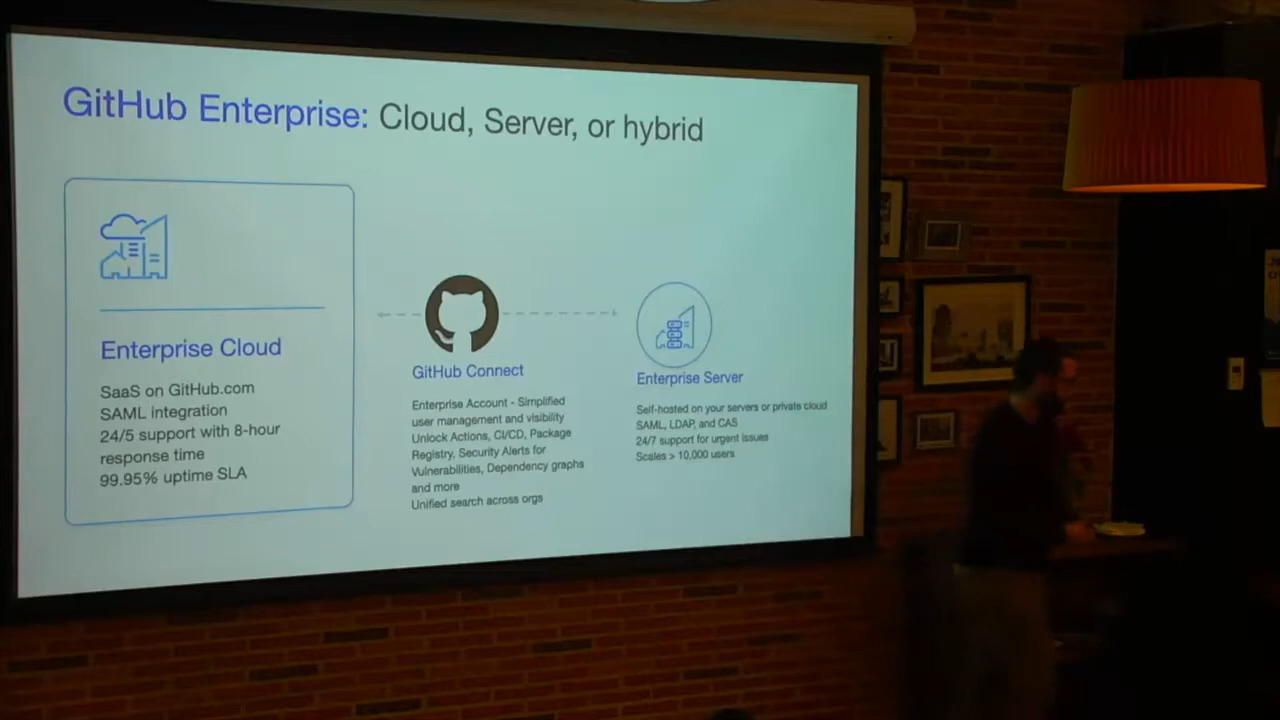 GitHub Enterprise: Cloud, Server, or hybrid
Enterprise Cloud
SaaS on GitHub.com
SAML integration
24/5 support with 8-hour
response time
99.95% uptime SLA
GitHub Connect
Enterprise Account - Simplified
user management and visibility
Unlock Actions, CI/CD, Package
Registry, Security Alerts for
Vulnerabilities, Dependency graphs
and more
Unified search across orgs
Enterprise Server
Self-hosted on your servers or private cloud
SAML, LDAP, and CAS
24/7 support for urgent issues
Scales > 10,000 users